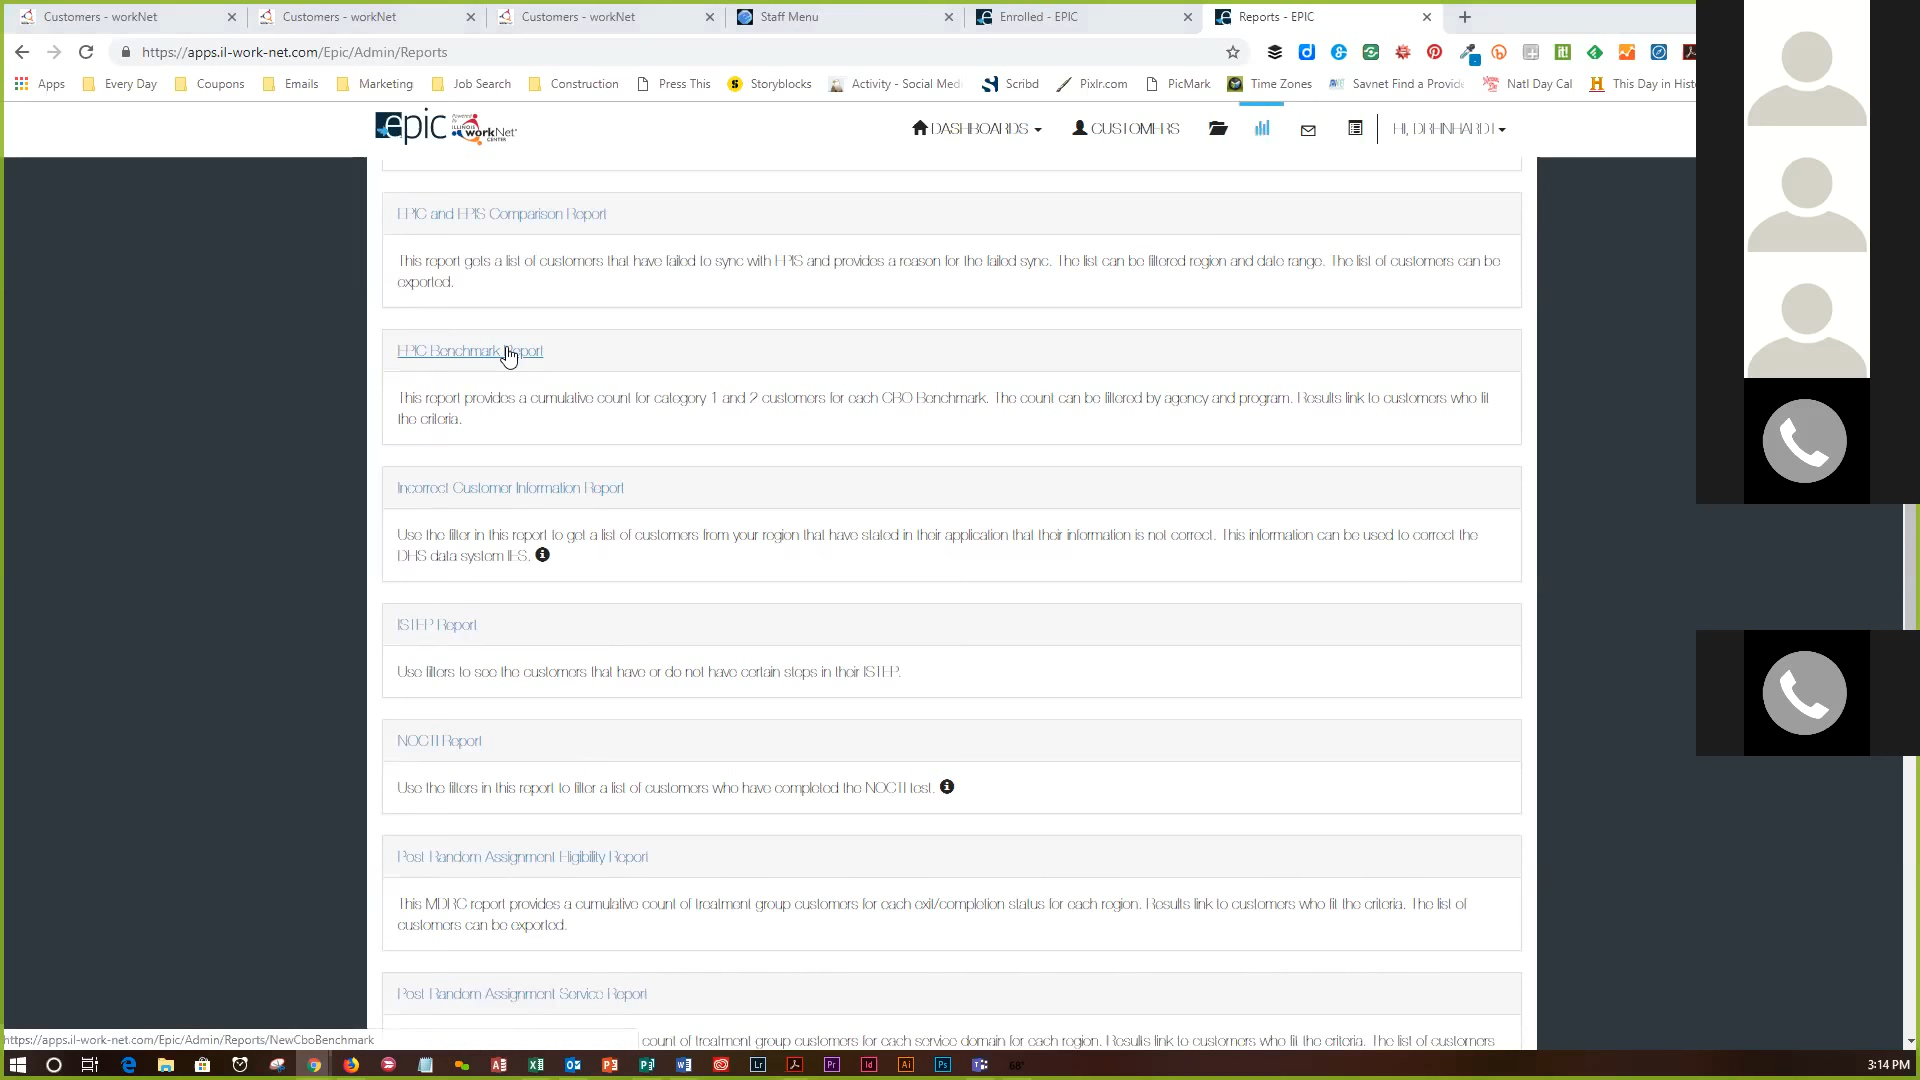 Customers - workNet
Customers - workNet
Customers - workNet
Staff Menu
Enrolled - EPIC
Reports - EPIC
https://apps.il-work-net.com/Epic/Admin/Reports
Apps
Every Day
Coupons
Emails
Marketing
Job Search
Construction
Press This
Storyblocks
Activity - Social Med
Scribd
Pixlr.com
PicMark
Time Zones
Savnet Find a Provide
Natl Day Cal
This Day in Histo
epic Powered by ILLINOIS workNet CENTER
DASHBOARDS
CUSTOMERS
HI, DRHNHARDT
EPIC and EPIS Comparison Report
This report gets a list of customers that have failed to sync with EPIS and provides a reason for the failed sync. The list can be filtered region and date range. The list of customers can be
exported.
EPIC Benchmark Report
This report provides a cumulative count for category 1 and 2 customers for each CBO Benchmark. The count can be filtered by agency and program. Results link to customers who fit
the criteria.
Incorrect Customer Information Report
Use the filter in this report to get a list of customers from your region that have stated in their application that their information is not correct. This information can be used to correct the
DHS data system IES.
ISTEP Report
Use filters to see the customers that have or do not have certain steps in their ISTEP.
NOCTI Report
Use the filters in this report to filter a list of customers who have completed the NOCTI test.
Post Random Assignment Eligibility Report
This MDRC report provides a cumulative count of treatment group customers for each exit/completion status for each region. Results link to customers who fit the criteria. The list of
customers can be exported.
Post Random Assignment Service Report
count of treatment group customers for each service domain for each region. Results link to customers who fit the criteria. The list of customers
https://apps.il-work-net.com/Epic/Admin/Reports/NewCboBenchmark
68°
3:14 PM